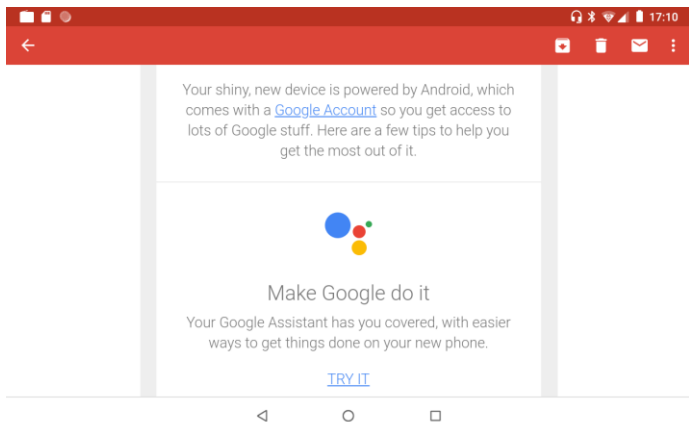 17:10
Your shiny, new device is powered by Android, which
comes with a Google Account so you get access to
lots of Google stuff. Here are a few tips to help you
get the most out of it.
Make Google do it
Your Google Assistant has you covered, with easier
ways to get things done on your new phone.
TRY IT